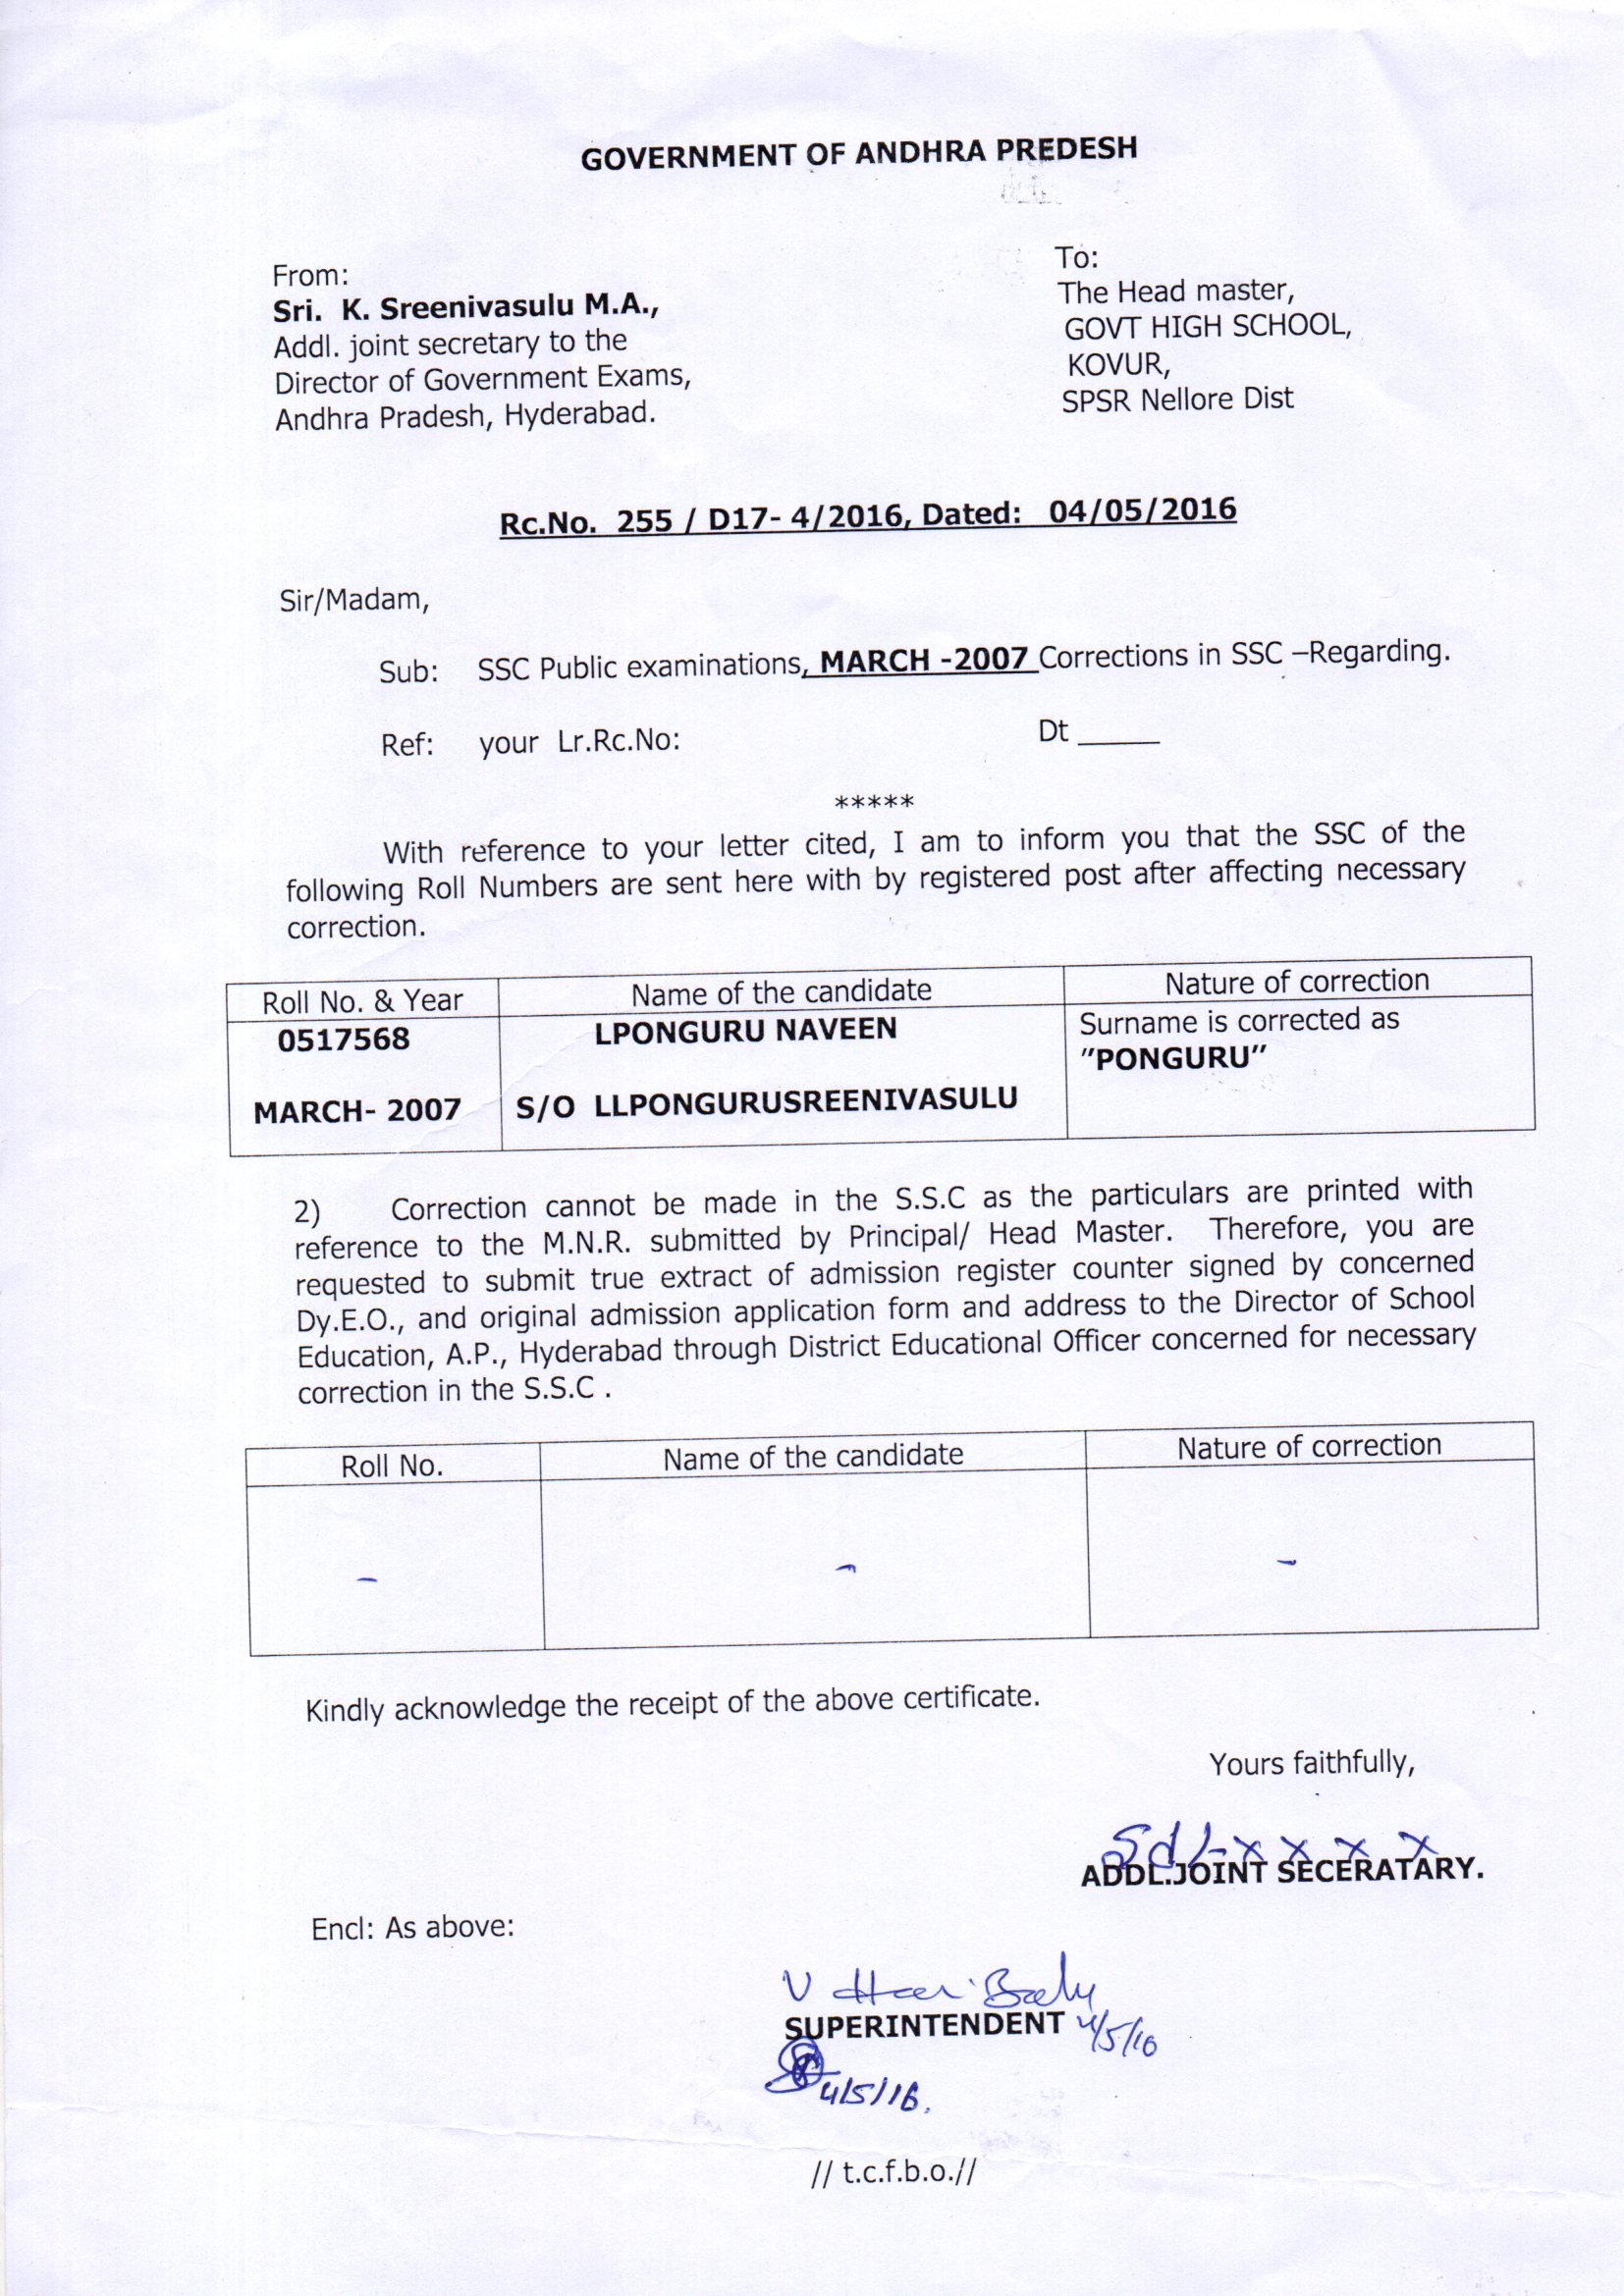 GOVERNMENT OF ANDHRA PREDESH
From:
Sri. K. Sreenivasulu M.A.,
Addl. joint secretary to the
Director of Government Exams,
Andhra Pradesh, Hyderabad.
To:
The Head master,
GOVT HIGH SCHOOL,
KOVUR,
SPSR Nellore Dist
Rc.No. 255 / D17- 4/2016, Dated: 04/05/2016
Sir/Madam,
Sub: SSC Public examinations, MARCH -2007 Corrections in SSC –Regarding.
Ref: your Lr.Rc.No: Dt _____
*****
With reference to your letter cited, I am to inform you that the SSC of the
following Roll Numbers are sent here with by registered post after affecting necessary
correction.
Roll No. & Year Name of the candidate Nature of correction
0517568 LPONGURU NAVEEN Surname is corrected as
"PONGURU"
MARCH- 2007 S/O LLPONGURUSREENIVASULU
2) Correction cannot be made in the S.S.C as the particulars are printed with
reference to the M.N.R. submitted by Principal/ Head Master. Therefore, you are
requested to submit true extract of admission register counter signed by concerned
Dy.E.O., and original admission application form and address to the Director of School
Education, A.P., Hyderabad through District Educational Officer concerned for necessary
correction in the S.S.C .
Roll No. Name of the candidate Nature of correction
- - -
Kindly acknowledge the receipt of the above certificate.
Yours faithfully,
Sd/- x x x x
ADDL.JOINT SECERATARY.
Encl: As above:
V Hari
SUPERINTENDENT 4/5/16
4/5/16.
// t.c.f.b.o.//